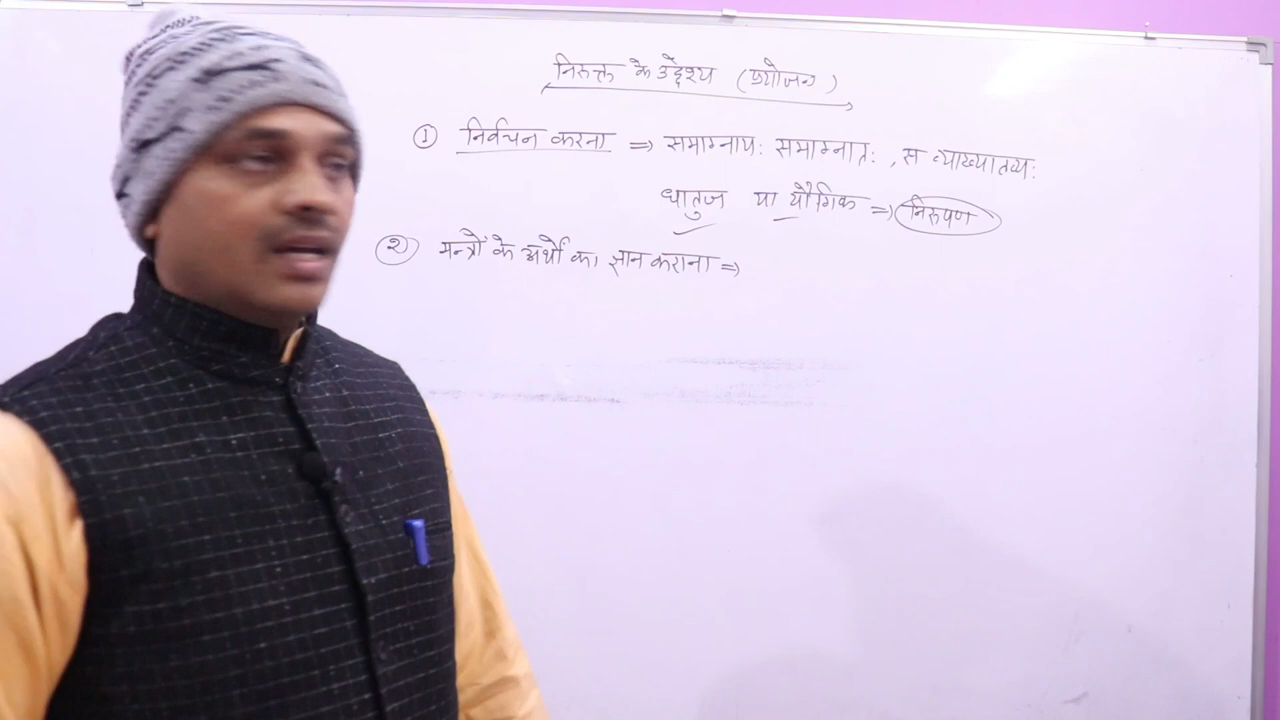 निरुक्त के उद्देश्य (प्रयोजन)
① निर्वचन करना ⇒ समाम्नायः समाम्नातः, स व्याख्यातव्यः
धातुज या यौगिक ⇒ निरूपण
② मन्त्रों के अर्थों का ज्ञान कराना ⇒